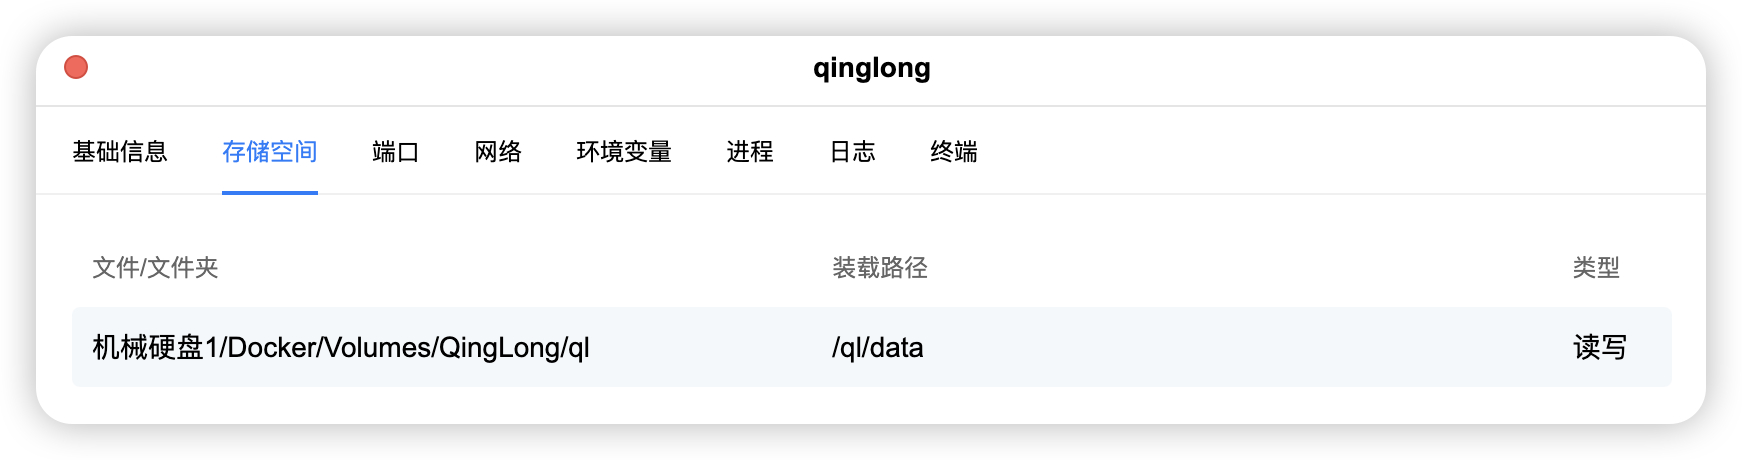 qinglong
基础信息 存储空间 端口 网络 环境变量 进程 日志 终端
文件/文件夹 装载路径 类型
机械硬盘1/Docker/Volumes/QingLong/ql /ql/data 读写